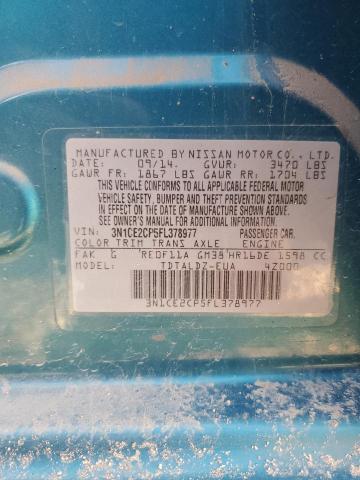 MANUFACTURED BY NISSAN MOTOR CO., LTD.
DATE: 09/14. GVWR: 3470 LBS
GAWR FR: 1867 LBS GAWR RR: 1704 LBS
THIS VEHICLE CONFORMS TO ALL APPLICABLE FEDERAL MOTOR
VEHICLE SAFETY, BUMPER AND THEFT PREVENTION STANDARDS
IN EFFECT ON THE DATE OF MANUFACTURE SHOWN ABOVE.
SEE OWNER'S MANUAL FOR ADDITIONAL INFORMATION.
3N1CE2CP5FL378977 PASSENGER CAR.
COLOR TRIM TRANS AXLE ENGINE
FAK G REOF11A GM38 HR16DE 1598 CC
MODEL: TDTALDZ-EUA 4Z000
3N1CE2CP5FL378977